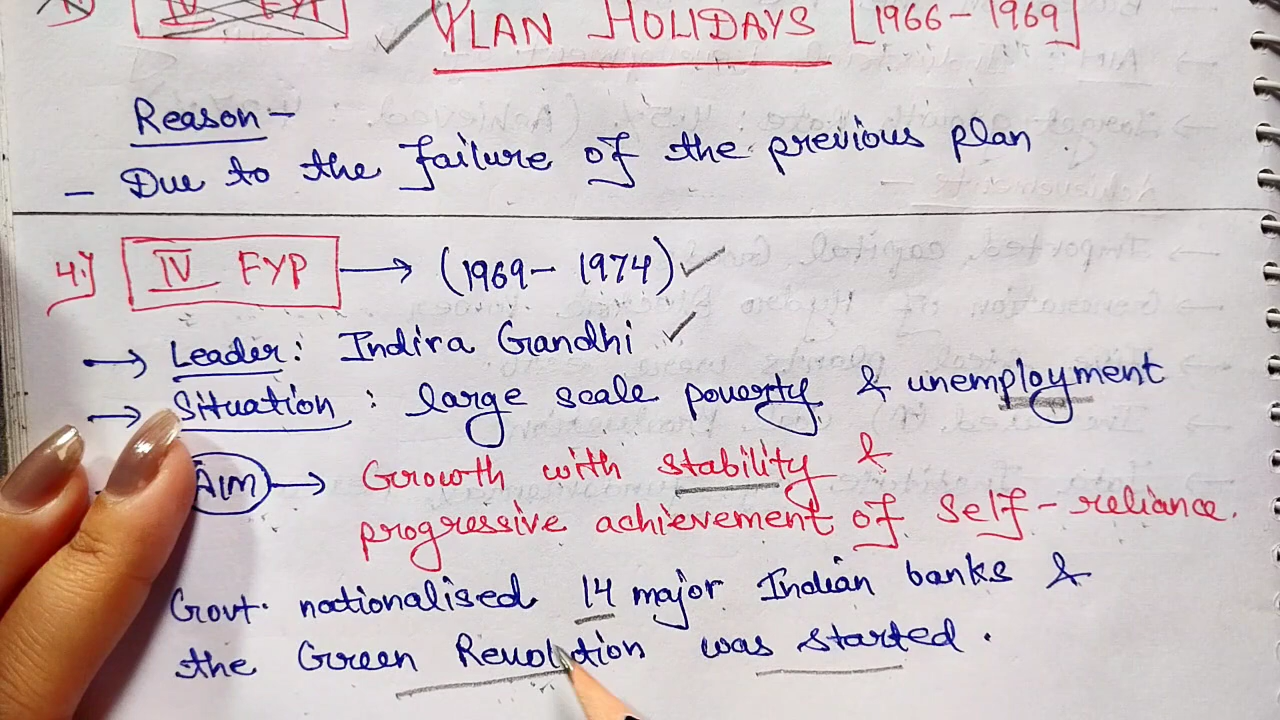 IV FYP
PLAN HOLIDAYS [1966-1969]
Reason-
- Due to the failure of the previous plan.
4.) IV FYP → (1969- 1974)
→ Leader: Indira Gandhi
→ Situation: large scale poverty & unemployment
AIM → Growth with stability &
progressive achievement of self-reliance.
Govt. nationalised 14 major Indian banks &
the Green Revolution was started.